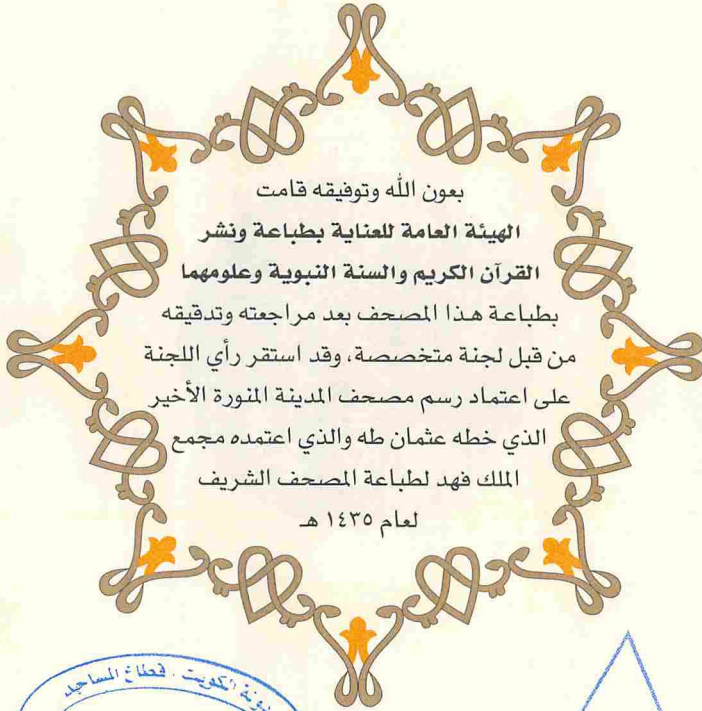 بعون الله وتوفيقه قامت
الهيئة العامة للعناية بطباعة ونشر
القرآن الكريم والسنة النبوية وعلومهما
بطباعة هذا المصحف بعد مراجعته وتدقيقه
من قبل لجنة متخصصة، وقد استقر رأي اللجنة
على اعتماد رسم مصحف المدينة المنورة الأخير
الذي خطه عثمان طه والذي اعتمده مجمع
الملك فهد لطباعة المصحف الشريف
لعام ١٤٣٥ هـ
دولة الكويت . قطاع المساجد